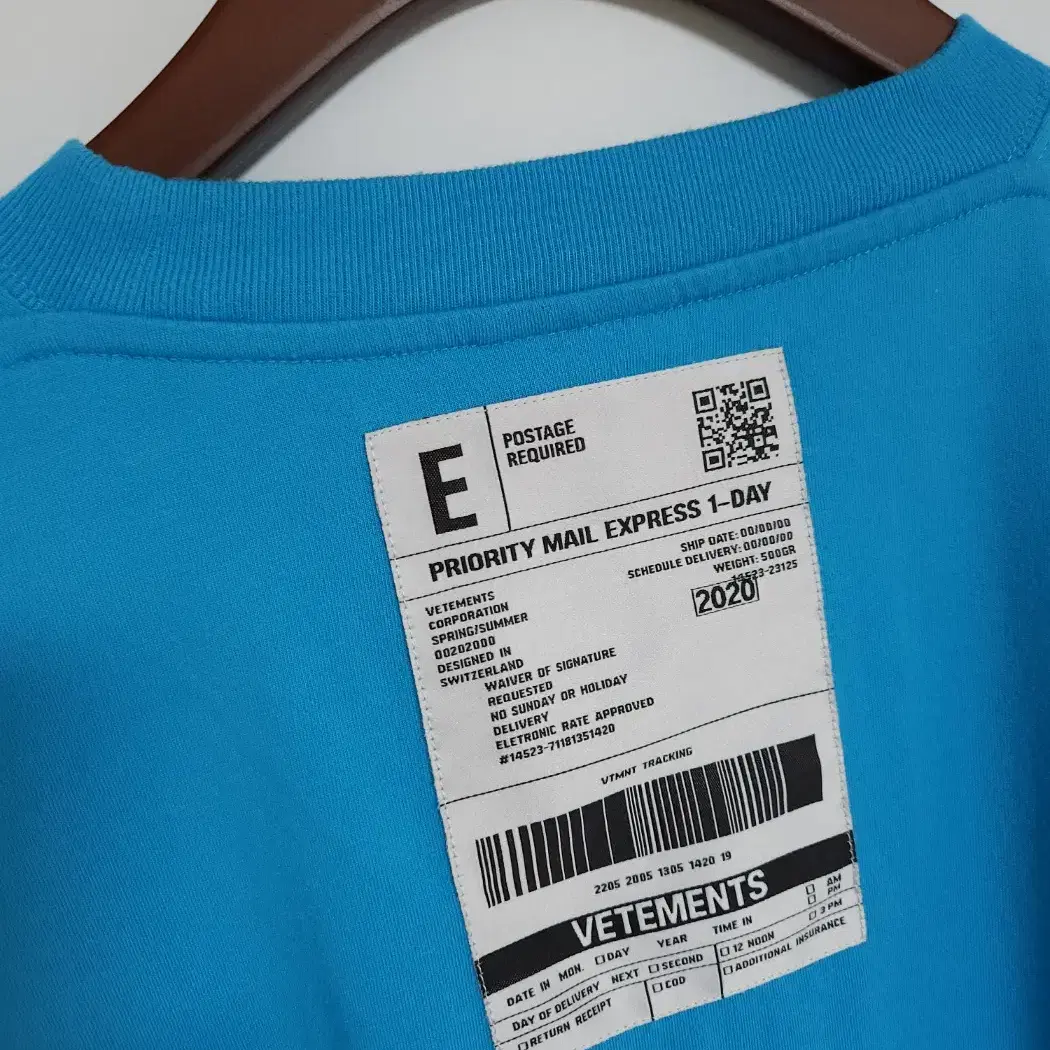 E
POSTAGE
REQUIRED
PRIORITY MAIL EXPRESS 1-DAY
SHIP DATE: 00/00/00
SCHEDULE DELIVERY: 00/00/00
WEIGHT: 500GR
14523-23125
2020
VETEMENTS
CORPORATION
SPRING/SUMMER
00202000
DESIGNED IN
SWITZERLAND
WAIVER OF SIGNATURE
REQUESTED
NO SUNDAY OR HOLIDAY
DELIVERY
ELETRONIC RATE APPROVED
#14523-71181351420
VTMNT TRACKING
2205 2005 1305 1420 19
VETEMENTS
DATE IN MON. DAY YEAR TIME IN AM PM
DAY OF DELIVERY NEXT SECOND 12 NOON 3 PM
RETURN RECEIPT COD ADDITIONAL INSURANCE